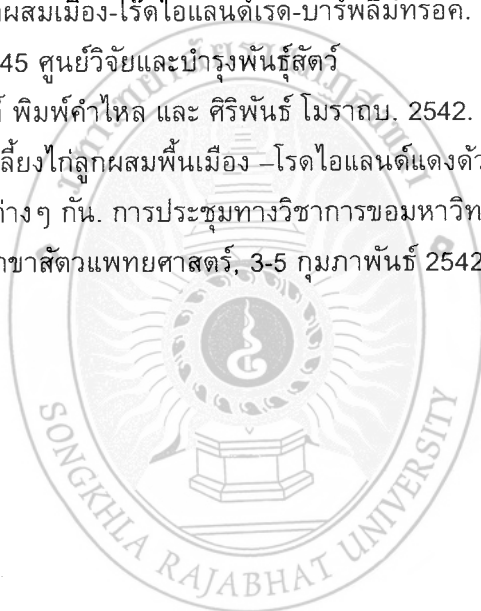 ผสมเมือง-โร๊ดไอแลนด์เรด-บาร์พลีมัทรอค.
45 ศูนย์วิจัยและบำรุงพันธุ์สัตว์
พิมพ์คำไหล และ ศิริพันธ์ โมราถบ. 2542.
ลี้ยงไก่ลูกผสมพื้นเมือง –โรดไอแลนด์แดงด้ว
ต่างๆ กัน. การประชุมทางวิชาการขอมหาวิท
าขาสัตวแพทยศาสตร์, 3-5 กุมภาพันธ์ 2542
SONGKHLA RAJABHAT UNIVERSITY